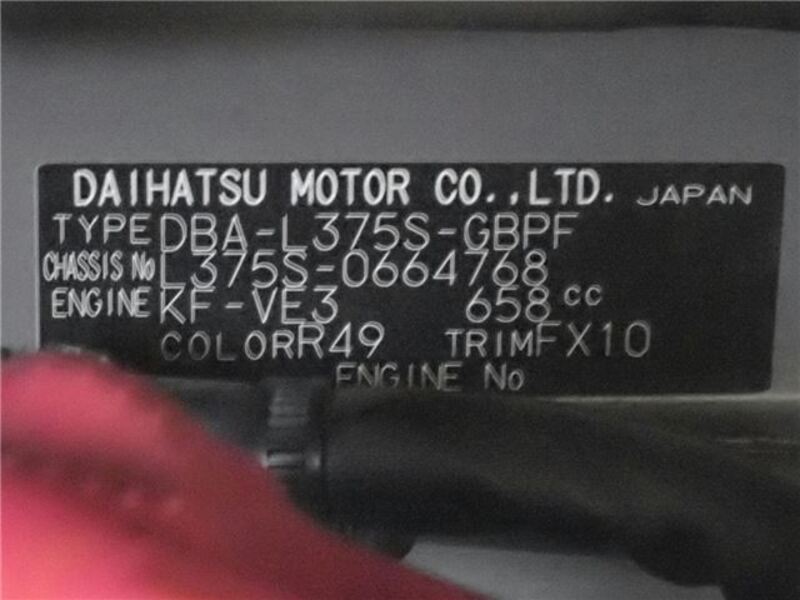 DAIHATSU MOTOR CO.,LTD. JAPAN
TYPE DBA-L375S-GBPF
CHASSIS No L375S-0664768
ENGINE KF-VE3 658 cc
COLOR R49 TRIM FX10
ENGINE No